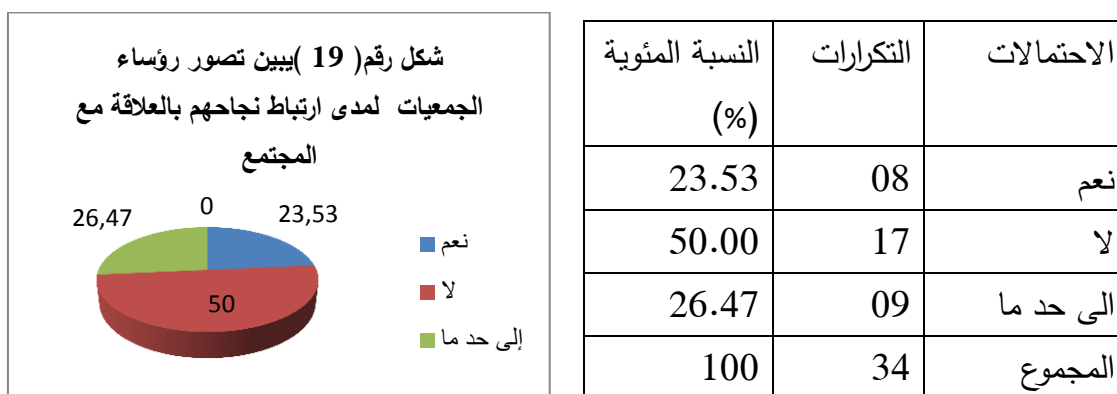 شكل رقم( 19 )يبين تصور رؤساء
الجمعيات لمدى ارتباط نجاحهم بالعلاقة مع
المجتمع
26,47 0 23,53
50
نعم
لا
إلى حد ما
الاحتمالات التكرارات النسبة المئوية
(%)
نعم 08 23.53
لا 17 50.00
الى حد ما 09 26.47
المجموع 34 100